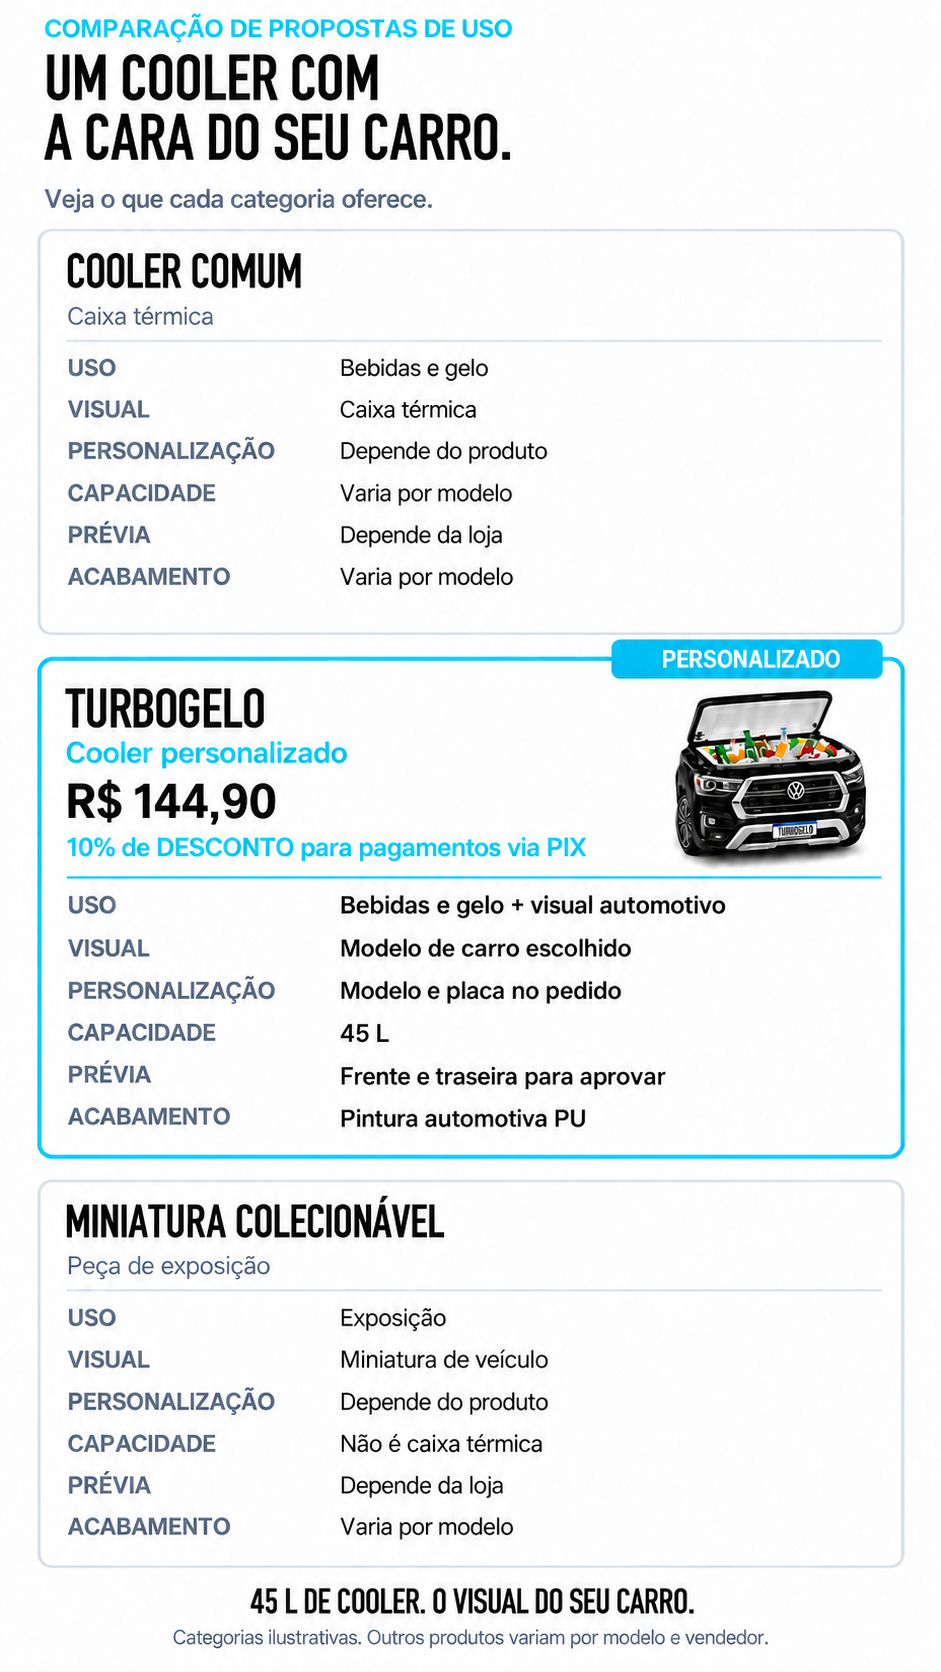 COMPARAÇÃO DE PROPOSTAS DE USO
UM COOLER COM
A CARA DO SEU CARRO.
Veja o que cada categoria oferece.
COOLER COMUM
Caixa térmica
USO Bebidas e gelo
VISUAL Caixa térmica
PERSONALIZAÇÃO Depende do produto
CAPACIDADE Varia por modelo
PRÉVIA Depende da loja
ACABAMENTO Varia por modelo
PERSONALIZADO
TURBOGELO
Cooler personalizado
R$ 144,90
10% de DESCONTO para pagamentos via PIX
TURBOGELO
USO Bebidas e gelo + visual automotivo
VISUAL Modelo de carro escolhido
PERSONALIZAÇÃO Modelo e placa no pedido
CAPACIDADE 45 L
PRÉVIA Frente e traseira para aprovar
ACABAMENTO Pintura automotiva PU
MINIATURA COLECIONÁVEL
Peça de exposição
USO Exposição
VISUAL Miniatura de veículo
PERSONALIZAÇÃO Depende do produto
CAPACIDADE Não é caixa térmica
PRÉVIA Depende da loja
ACABAMENTO Varia por modelo
45 L DE COOLER. O VISUAL DO SEU CARRO.
Categorias ilustrativas. Outros produtos variam por modelo e vendedor.